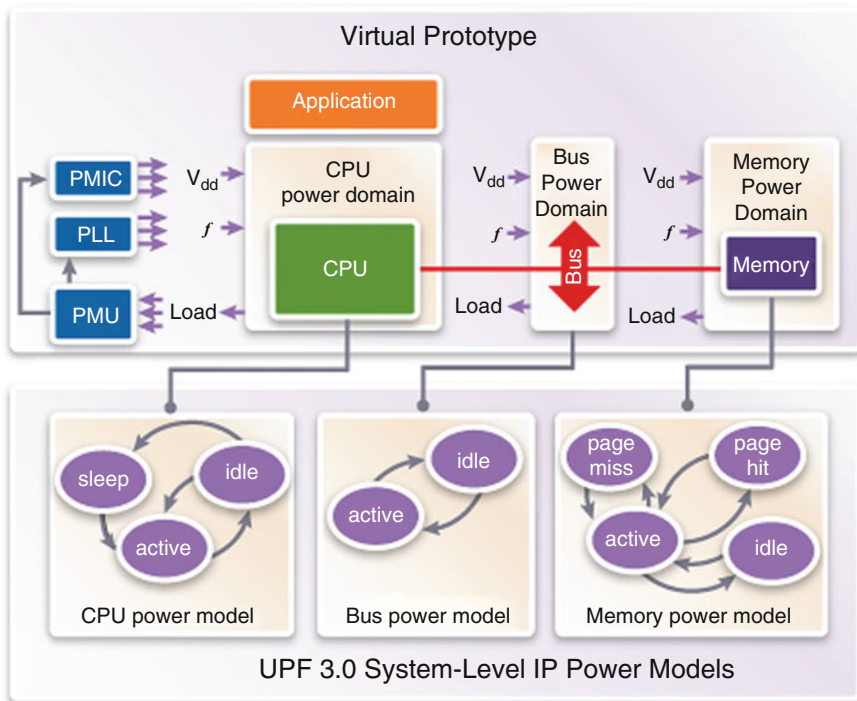 Virtual Prototype
Application
PMIC
PLL
PMU
Vdd
f
Load
CPU
power domain
CPU
Vdd
f
Load
Bus
Power
Domain
Bus
Vdd
f
Load
Memory
Power
Domain
Memory
sleep
idle
active
CPU power model
idle
active
Bus power model
page
miss
page
hit
active
idle
Memory power model
UPF 3.0 System-Level IP Power Models